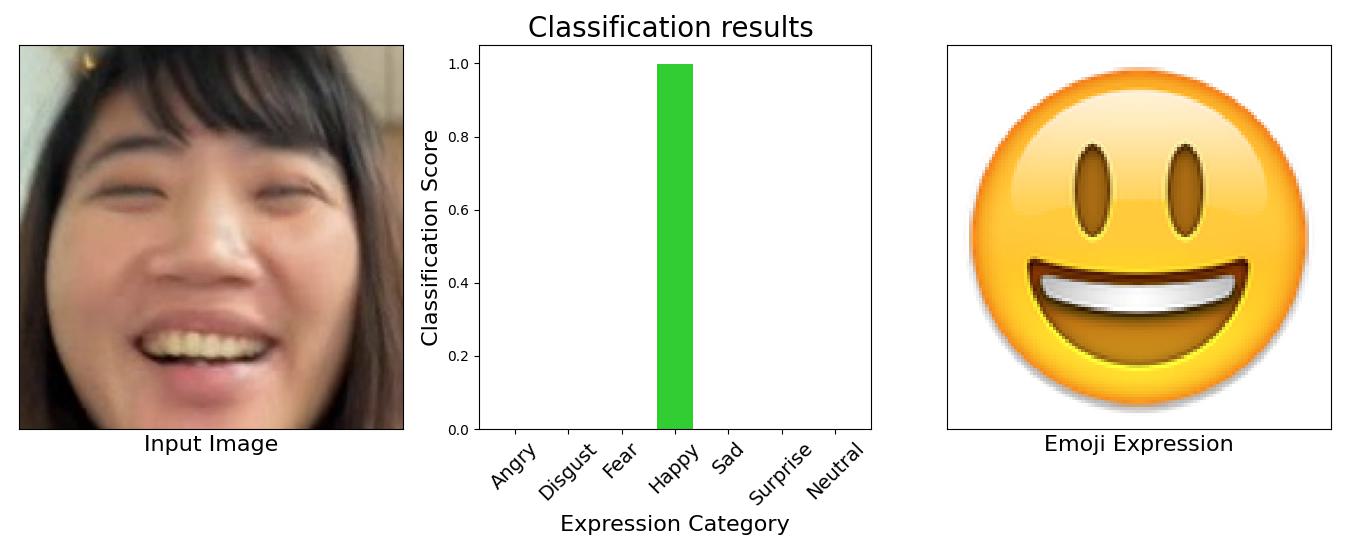 Classification results
Classification Score
1.0
0.8
0.6
0.4
0.2
0.0
Angry
Disgust
Fear
Happy
Sad
Surprise
Neutral
Expression Category
Input Image
Emoji Expression